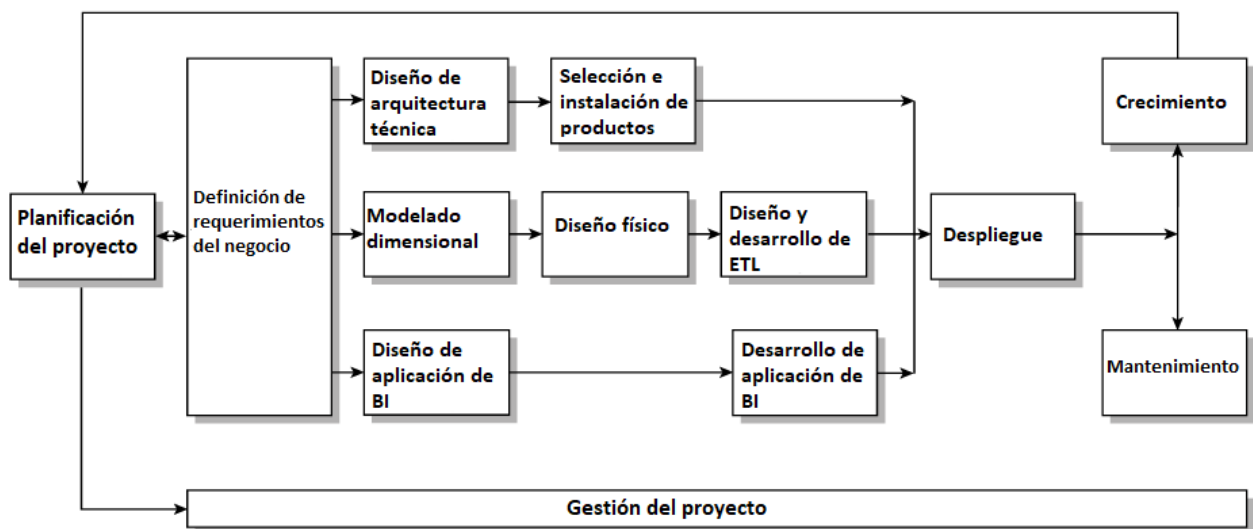 Planificación
del proyecto
Definición de
requerimientos
del negocio
Diseño de
arquitectura
técnica
Selección e
instalación de
productos
Modelado
dimensional
Diseño físico
Diseño y
desarrollo de
ETL
Diseño de
aplicación de
BI
Desarrollo de
aplicación de
BI
Despliegue
Crecimiento
Mantenimiento
Gestión del proyecto